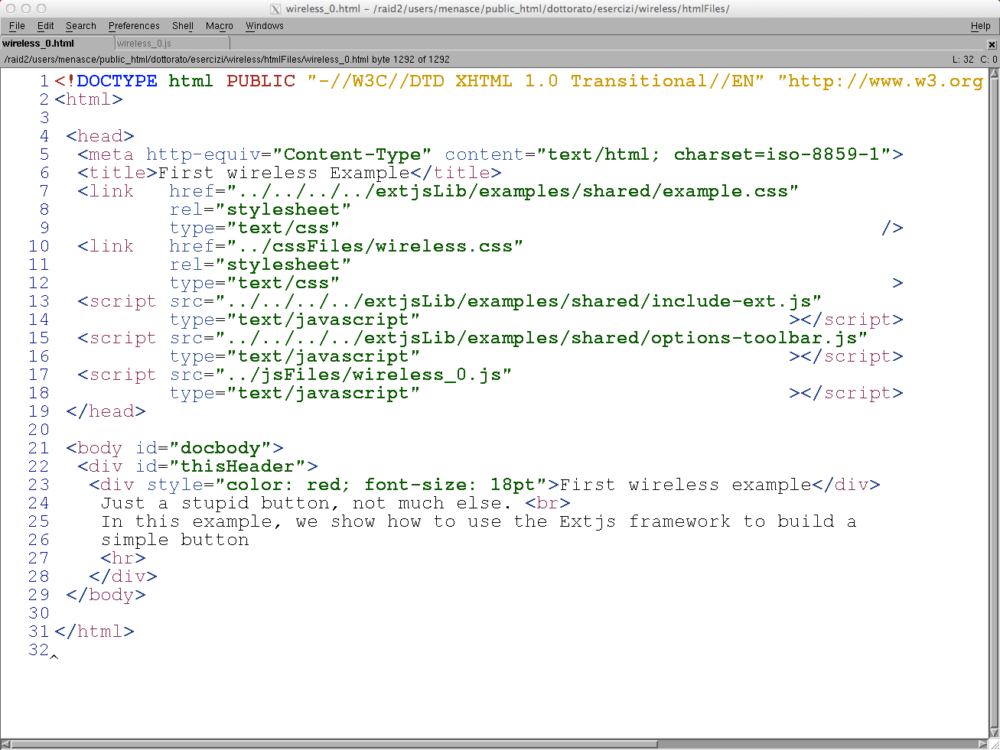 wireless_0.html – /raid2/users/menasce/public_html/dottorato/esercizi/wireless/htmlFiles/
File Edit Search Preferences Shell Macro Windows Help
wireless_0.html wireless_0.js
/raid2/users/menasce/public_html/dottorato/esercizi/wireless/htmlFiles/wireless_0.html byte 1292 of 1292 L: 32 C: 0
1 <!DOCTYPE html PUBLIC "-//W3C//DTD XHTML 1.0 Transitional//EN" "http://www.w3.org
2 <html>
3
4  <head>
5   <meta http-equiv="Content-Type" content="text/html; charset=iso-8859-1">
6   <title>First wireless Example</title>
7   <link   href="../../../../extjsLib/examples/shared/example.css"
8           rel="stylesheet"
9           type="text/css"                                               />
10   <link   href="../cssFiles/wireless.css"
11           rel="stylesheet"
12           type="text/css"                                                >
13   <script src="../../../../extjsLib/examples/shared/include-ext.js"
14           type="text/javascript"                                ></script>
15   <script src="../../../../extjsLib/examples/shared/options-toolbar.js"
16           type="text/javascript"                                ></script>
17   <script src="../jsFiles/wireless_0.js"
18           type="text/javascript"                                ></script>
19  </head>
20
21  <body id="docbody">
22   <div id="thisHeader">
23    <div style="color: red; font-size: 18pt">First wireless example</div>
24     Just a stupid button, not much else. <br>
25     In this example, we show how to use the Extjs framework to build a
26     simple button
27     <hr>
28    </div>
29  </body>
30
31 </html>
32